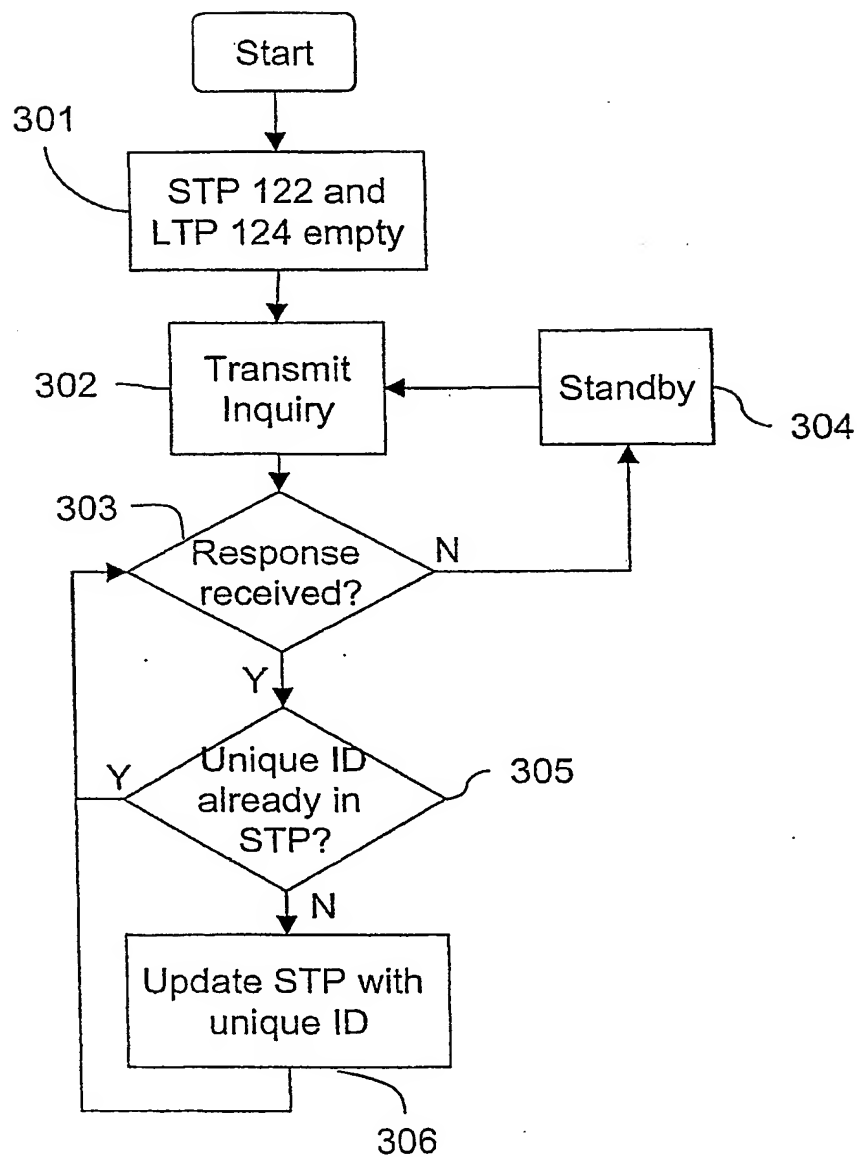 Start
301
STP 122 and
LTP 124 empty
302
Transmit
Inquiry
Standby
304
303
Response
received?
N
Y
Y
Unique ID
already in
STP?
305
N
Update STP with
unique ID
306